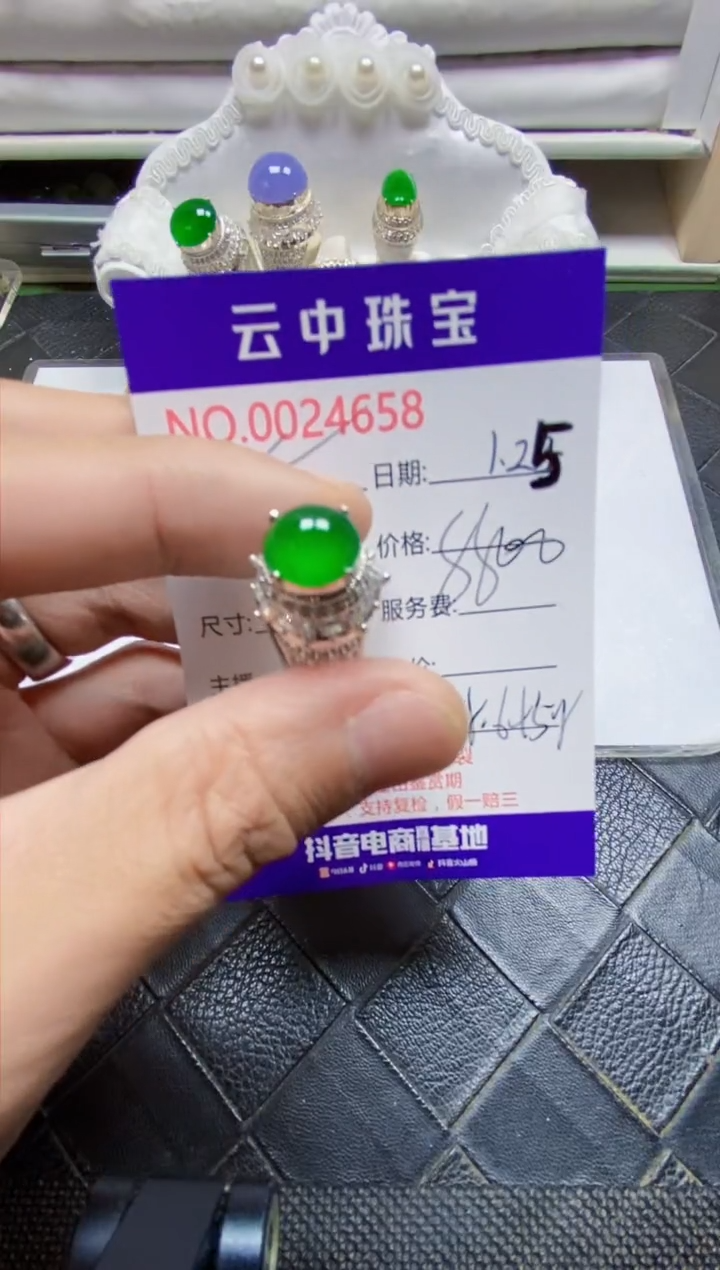 云中珠宝
NO.0024658
日期: 1.25
价格: 8800
服务费:
尺寸:
支持复检，假一赔三
抖音电商 基地